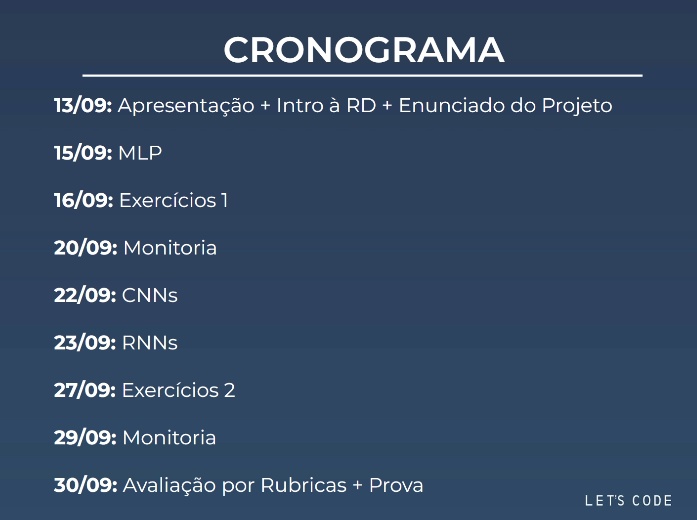 CRONOGRAMA
13/09: Apresentação + Intro à RD + Enunciado do Projeto
15/09: MLP
16/09: Exercícios 1
20/09: Monitoria
22/09: CNNs
23/09: RNNs
27/09: Exercícios 2
29/09: Monitoria
30/09: Avaliação por Rubricas + Prova
LET'S CODE